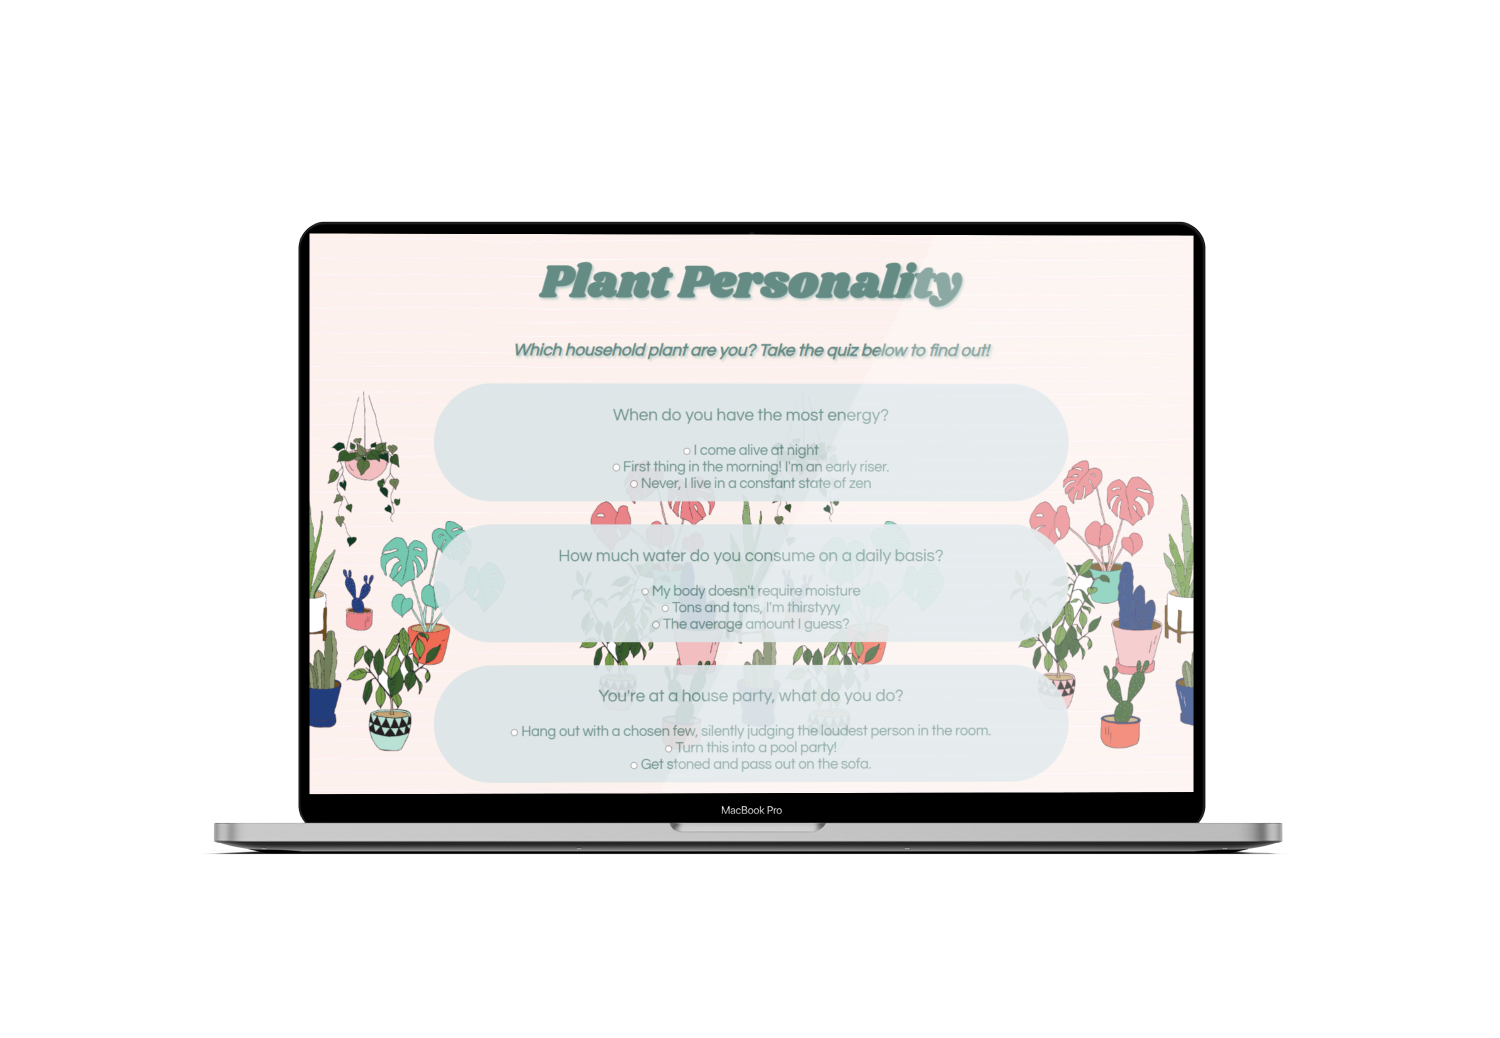 Plant Personality
Which household plant are you? Take the quiz below to find out!
When do you have the most energy?
I come alive at night
First thing in the morning! I'm an early riser.
Never, I live in a constant state of zen
How much water do you consume on a daily basis?
My body doesn't require moisture
Tons and tons, I'm thirstyyy
The average amount I guess?
You're at a house party, what do you do?
Hang out with a chosen few, silently judging the loudest person in the room.
Turn this into a pool party!
Get stoned and pass out on the sofa.
MacBook Pro